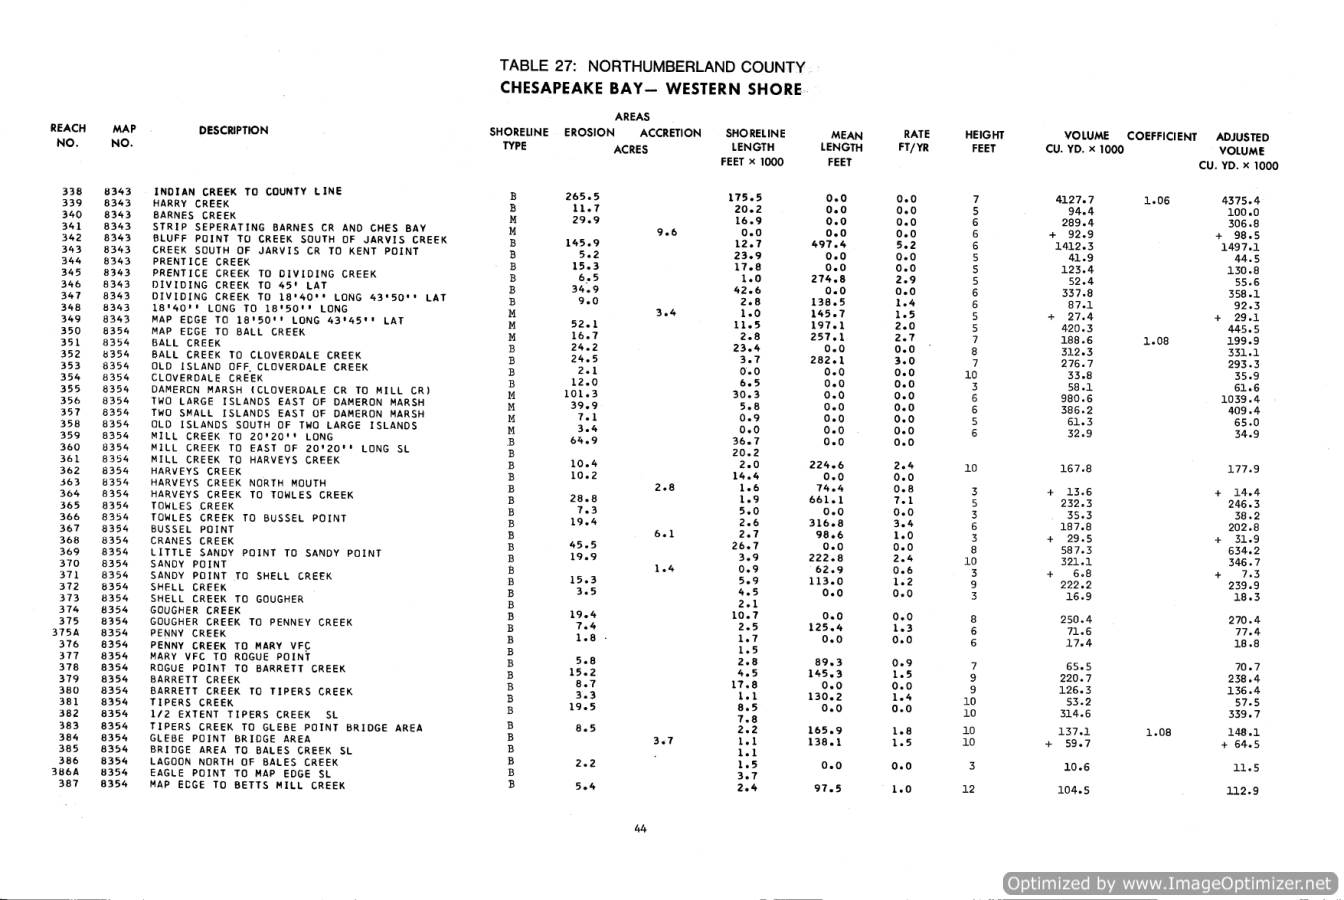 TABLE 27: NORTHUMBERLAND COUNTY
CHESAPEAKE BAY— WESTERN SHORE
AREAS
REACH NO. MAP NO. DESCRIPTION SHORELINE TYPE EROSION ACCRETION ACRES SHORELINE LENGTH FEET × 1000 MEAN LENGTH FEET RATE FT/YR HEIGHT FEET VOLUME CU. YD. × 1000 COEFFICIENT ADJUSTED VOLUME CU. YD. × 1000
338 8343 INDIAN CREEK TO COUNTY LINE B 265.5 175.5 0.0 0.0 7 4127.7 1.06 4375.4
339 8343 HARRY CREEK B 11.7 20.2 0.0 0.0 5 94.4 100.0
340 8343 BARNES CREEK M 29.9 16.9 0.0 0.0 6 289.4 306.8
341 8343 STRIP SEPERATING BARNES CR AND CHES BAY M 9.6 0.0 0.0 0.0 6 + 92.9 + 98.5
342 8343 BLUFF POINT TO CREEK SOUTH OF JARVIS CREEK B 145.9 12.7 497.4 5.2 6 1412.3 1497.1
343 8343 CREEK SOUTH OF JARVIS CR TO KENT POINT B 5.2 23.9 0.0 0.0 5 41.9 44.5
344 8343 PRENTICE CREEK B 15.3 17.8 0.0 0.0 5 123.4 130.8
345 8343 PRENTICE CREEK TO DIVIDING CREEK B 6.5 1.0 274.8 2.9 5 52.4 55.6
346 8343 DIVIDING CREEK TO 45' LAT B 34.9 42.6 0.0 0.0 6 337.8 358.1
347 8343 DIVIDING CREEK TO 18'40'' LONG 43'50'' LAT B 9.0 2.8 138.5 1.4 6 87.1 92.3
348 8343 18'40'' LONG TO 18'50'' LONG M 3.4 1.0 145.7 1.5 5 + 27.4 + 29.1
349 8343 MAP EDGE TO 18'50'' LONG 43'45'' LAT M 52.1 11.5 197.1 2.0 5 420.3 445.5
350 8354 MAP EDGE TO BALL CREEK M 16.7 2.8 257.1 2.7 7 188.6 1.08 199.9
351 8354 BALL CREEK B 24.2 23.4 0.0 0.0 8 312.3 331.1
352 8354 BALL CREEK TO CLOVERDALE CREEK B 24.5 3.7 282.1 3.0 7 276.7 293.3
353 8354 OLD ISLAND OFF CLOVERDALE CREEK B 2.1 0.0 0.0 0.0 10 33.8 35.9
354 8354 CLOVERDALE CREEK B 12.0 6.5 0.0 0.0 3 58.1 61.6
355 8354 DAMERON MARSH (CLOVERDALE CR TO MILL CR) M 101.3 30.3 0.0 0.0 6 980.6 1039.4
356 8354 TWO LARGE ISLANDS EAST OF DAMERON MARSH M 39.9 5.8 0.0 0.0 6 386.2 409.4
357 8354 TWO SMALL ISLANDS EAST OF DAMERON MARSH M 7.1 0.9 0.0 0.0 5 61.3 65.0
358 8354 OLD ISLANDS SOUTH OF TWO LARGE ISLANDS M 3.4 0.0 0.0 0.0 6 32.9 34.9
359 8354 MILL CREEK TO 20'20'' LONG B 64.9 36.7 0.0 0.0
360 8354 MILL CREEK TO EAST OF 20'20'' LONG SL B 20.2
361 8354 MILL CREEK TO HARVEYS CREEK B 10.4 2.0 224.6 2.4 10 167.8 177.9
362 8354 HARVEYS CREEK B 10.2 14.4 0.0 0.0
363 8354 HARVEYS CREEK NORTH MOUTH B 2.8 1.6 74.4 0.8 3 + 13.6 + 14.4
364 8354 HARVEYS CREEK TO TOWLES CREEK B 28.8 1.9 661.1 7.1 5 232.3 246.3
365 8354 TOWLES CREEK B 7.3 5.0 0.0 0.0 3 35.3 38.2
366 8354 TOWLES CREEK TO BUSSEL POINT B 19.4 2.6 316.8 3.4 6 187.8 202.8
367 8354 BUSSEL POINT B 6.1 2.7 98.6 1.0 3 + 29.5 + 31.9
368 8354 CRANES CREEK B 45.5 26.7 0.0 0.0 8 587.3 634.2
369 8354 LITTLE SANDY POINT TO SANDY POINT B 19.9 3.9 222.8 2.4 10 321.1 346.7
370 8354 SANDY POINT B 1.4 0.9 62.9 0.6 3 + 6.8 + 7.3
371 8354 SANDY POINT TO SHELL CREEK B 15.3 5.9 113.0 1.2 9 222.2 239.9
372 8354 SHELL CREEK B 3.5 4.5 0.0 0.0 3 16.9 18.3
373 8354 SHELL CREEK TO GOUGHER B 2.1
374 8354 GOUGHER CREEK B 19.4 10.7 0.0 0.0 8 250.4 270.4
375 8354 GOUGHER CREEK TO PENNEY CREEK B 7.4 2.5 125.4 1.3 6 71.6 77.4
375A 8354 PENNY CREEK B 1.8 1.7 0.0 0.0 6 17.4 18.8
376 8354 PENNY CREEK TO MARY VFC B 1.5
377 8354 MARY VFC TO ROGUE POINT B 5.8 2.8 89.3 0.9 7 65.5 70.7
378 8354 ROGUE POINT TO BARRETT CREEK B 15.2 4.5 145.3 1.5 9 220.7 238.4
379 8354 BARRETT CREEK B 8.7 17.8 0.0 0.0 9 126.3 136.4
380 8354 BARRETT CREEK TO TIPERS CREEK B 3.3 1.1 130.2 1.4 10 53.2 57.5
381 8354 TIPERS CREEK B 19.5 8.5 0.0 0.0 10 314.6 339.7
382 8354 1/2 EXTENT TIPERS CREEK SL B 7.8
383 8354 TIPERS CREEK TO GLEBE POINT BRIDGE AREA B 8.5 2.2 165.9 1.8 10 137.1 1.08 148.1
384 8354 GLEBE POINT BRIDGE AREA B 3.7 1.1 138.1 1.5 10 + 59.7 + 64.5
385 8354 BRIDGE AREA TO BALES CREEK SL B 1.1
386 8354 LAGOON NORTH OF BALES CREEK B 2.2 1.5 0.0 0.0 3 10.6 11.5
386A 8354 EAGLE POINT TO MAP EDGE SL B 3.7
387 8354 MAP EDGE TO BETTS MILL CREEK B 5.4 2.4 97.5 1.0 12 104.5 112.9
44
Optimized by www.ImageOptimizer.net